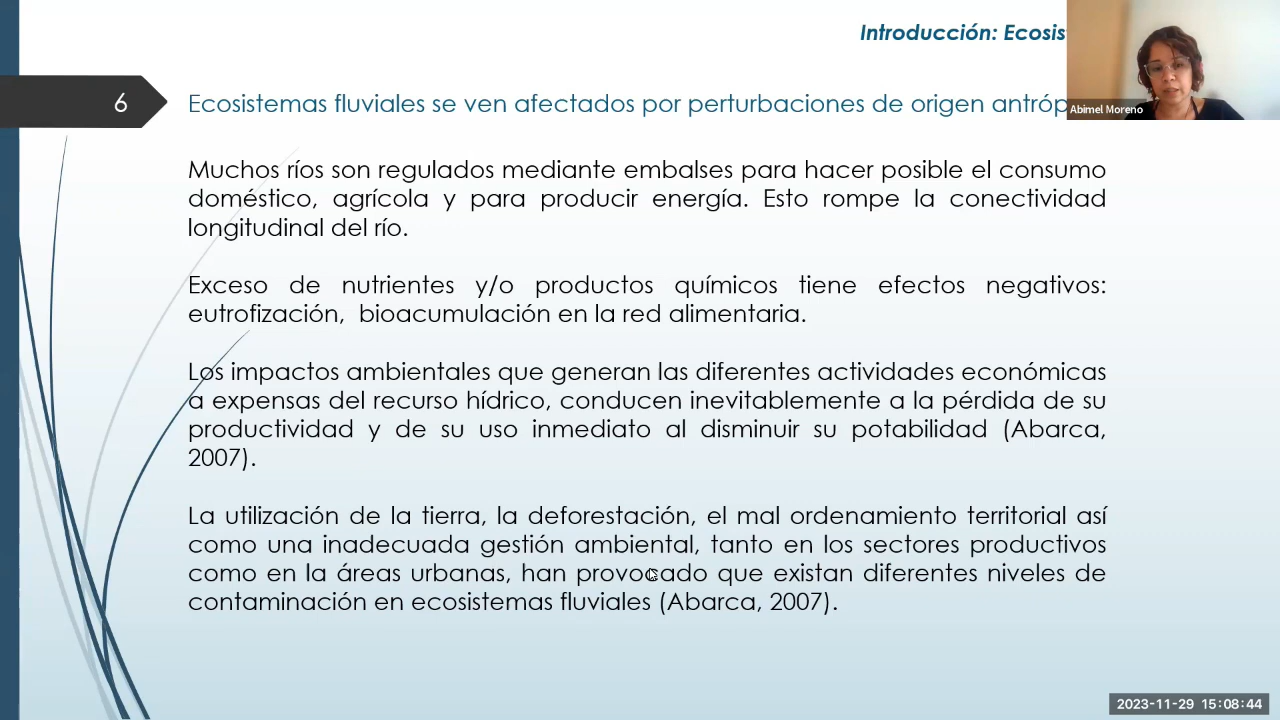 Introducción: Ecosis
Abimel Moreno
6
Ecosistemas fluviales se ven afectados por perturbaciones de origen antróp
Muchos ríos son regulados mediante embalses para hacer posible el consumo
doméstico, agrícola y para producir energía. Esto rompe la conectividad
longitudinal del río.
Exceso de nutrientes y/o productos químicos tiene efectos negativos:
eutrofización, bioacumulación en la red alimentaria.
Los impactos ambientales que generan las diferentes actividades económicas
a expensas del recurso hídrico, conducen inevitablemente a la pérdida de su
productividad y de su uso inmediato al disminuir su potabilidad (Abarca,
2007).
La utilización de la tierra, la deforestación, el mal ordenamiento territorial así
como una inadecuada gestión ambiental, tanto en los sectores productivos
como en la áreas urbanas, han provocado que existan diferentes niveles de
contaminación en ecosistemas fluviales (Abarca, 2007).
2023-11-29 15:08:44